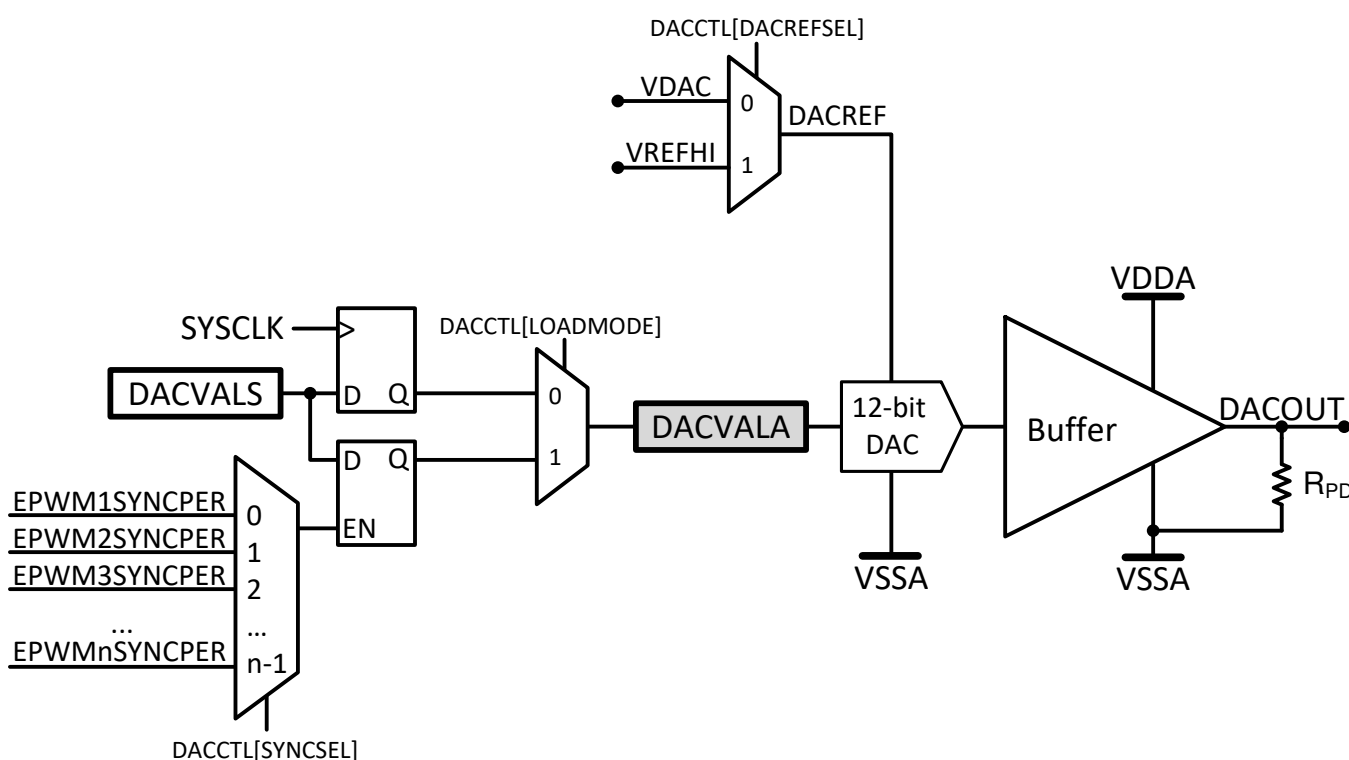 DACCTL[DACREFSEL]
VDAC
0
DACREF
VREFHI
1
VDDA
SYSCLK
DACCTL[LOADMODE]
DACVALS
D
Q
0
12-bit
DAC
DACOUT
DACVALA
Buffer
D
Q
1
EN
RPD
EPWM1SYNCPER
0
EPWM2SYNCPER
1
EPWM3SYNCPER
2
...
...
EPWMnSYNCPER
n-1
VSSA
VSSA
DACCTL[SYNCSEL]